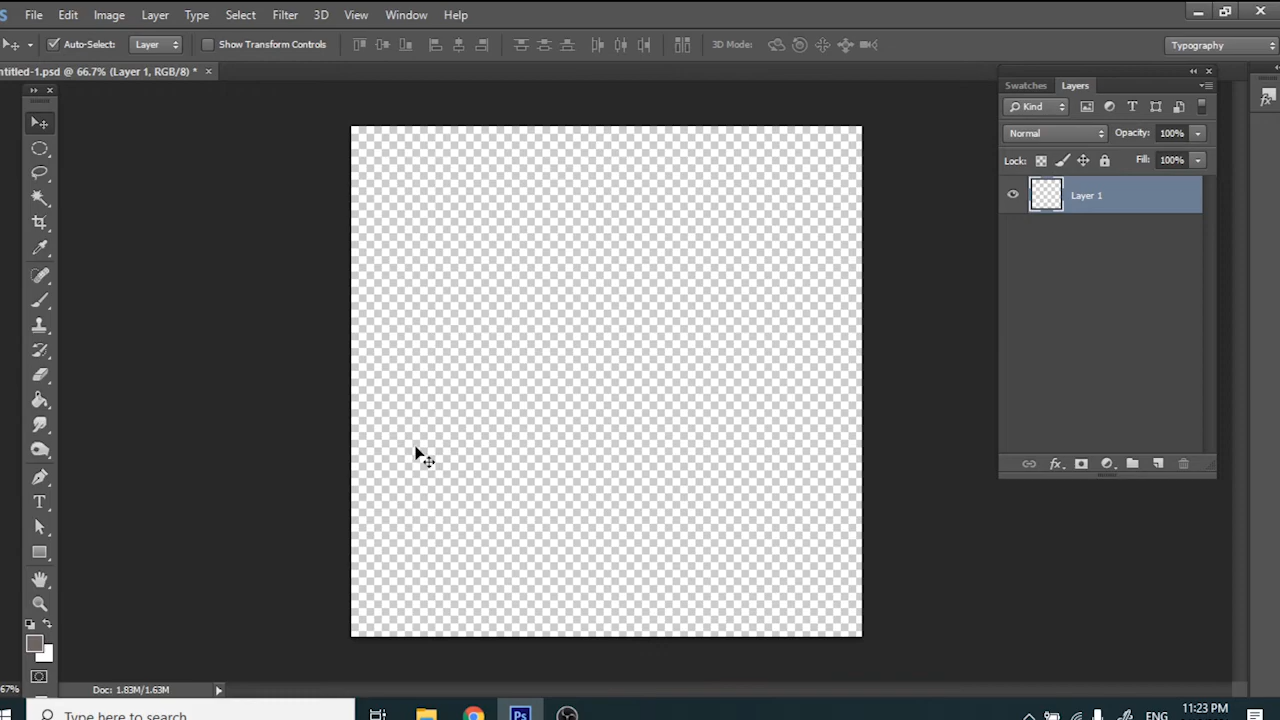 File Edit Image Layer Type Select Filter 3D View Window Help
Auto-Select: Layer Show Transform Controls 3D Mode: Typography
ntitled-1.psd @ 66.7% (Layer 1, RGB/8) *
Swatches Layers
Kind
Normal Opacity: 100%
Lock: Fill: 100%
Layer 1
67% Doc: 1.83M/1.63M
Type here to search
Ps
ENG
11:23 PM